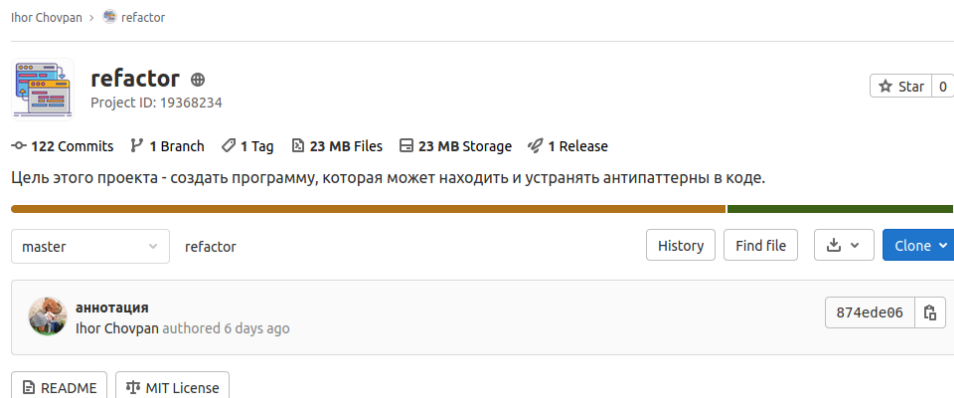 Ihor Chovpan › refactor
refactor
Project ID: 19368234
Star 0
122 Commits 1 Branch 1 Tag 23 MB Files 23 MB Storage 1 Release
Цель этого проекта - создать программу, которая может находить и устранять антипаттерны в коде.
master refactor History Find file Clone
аннотация
Ihor Chovpan authored 6 days ago
874ede06
README MIT License